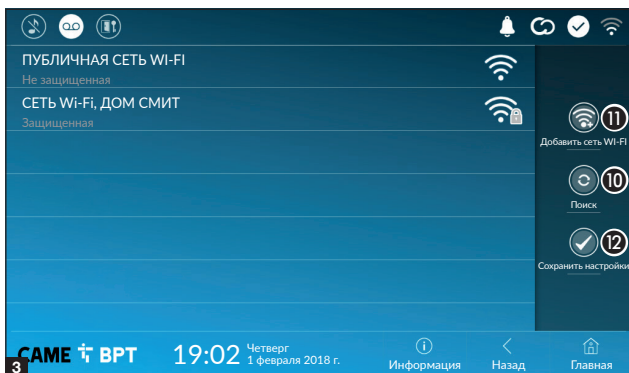 ПУБЛИЧНАЯ СЕТЬ WI-FI
Не защищенная
СЕТЬ Wi-Fi, ДОМ СМИТ
Защищенная
11
Добавить сеть WI-FI
10
Поиск
12
Сохранить настройки
3
CAME BPT
19:02
Четверг
1 февраля 2018 г.
Информация
Назад
Главная